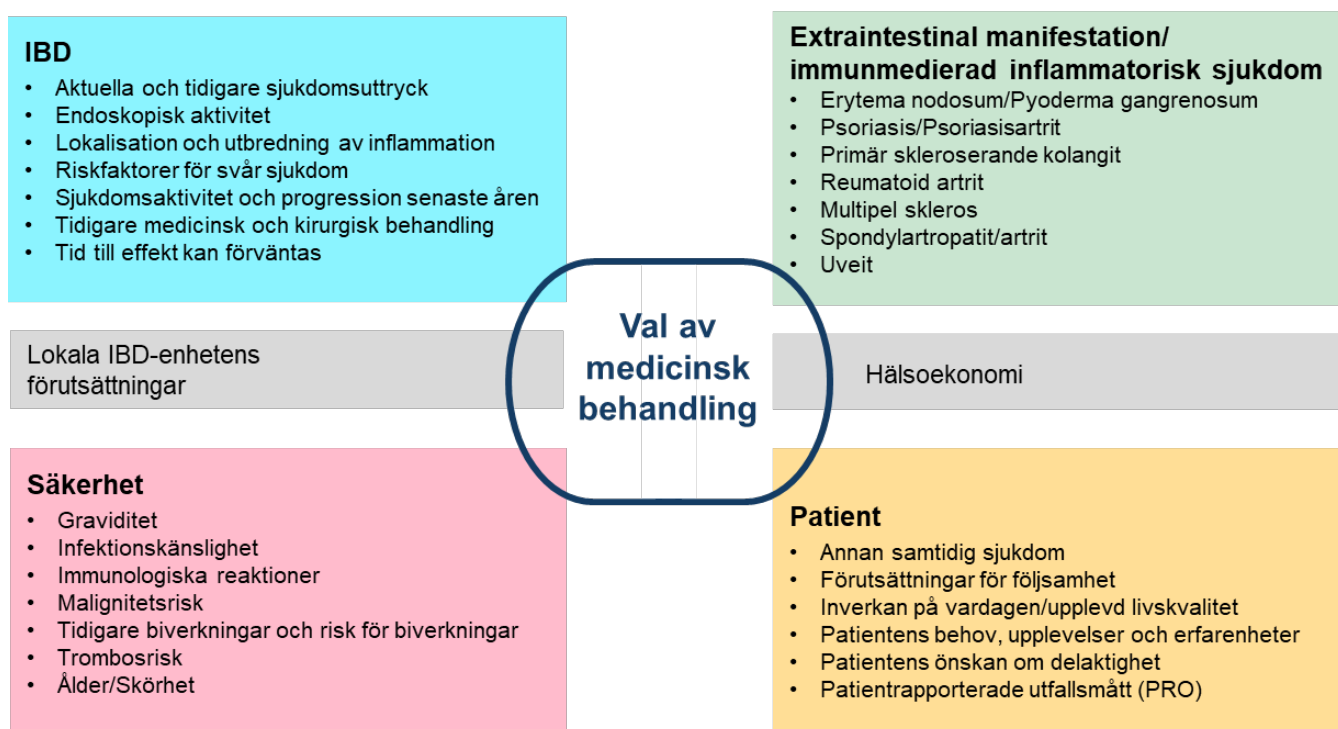 IBD
• Aktuella och tidigare sjukdomsuttryck
• Endoskopisk aktivitet
• Lokalisation och utbredning av inflammation
• Riskfaktorer för svår sjukdom
• Sjukdomsaktivitet och progression senaste åren
• Tidigare medicinsk och kirurgisk behandling
• Tid till effekt kan förväntas
Extraintestinal manifestation/
immunmedierad inflammatorisk sjukdom
• Erytema nodosum/Pyoderma gangrenosum
• Psoriasis/Psoriasisartrit
• Primär skleroserande kolangit
• Reumatoid artrit
• Multipel skleros
• Spondylartropatit/artrit
• Uveit
Lokala IBD-enhetens
förutsättningar
Val av
medicinsk
behandling
Hälsoekonomi
Säkerhet
• Graviditet
• Infektionskänslighet
• Immunologiska reaktioner
• Malignitetsrisk
• Tidigare biverkningar och risk för biverkningar
• Trombosrisk
• Ålder/Skörhet
Patient
• Annan samtidig sjukdom
• Förutsättningar för följsamhet
• Inverkan på vardagen/upplevd livskvalitet
• Patientens behov, upplevelser och erfarenheter
• Patientens önskan om delaktighet
• Patientrapporterade utfallsmått (PRO)